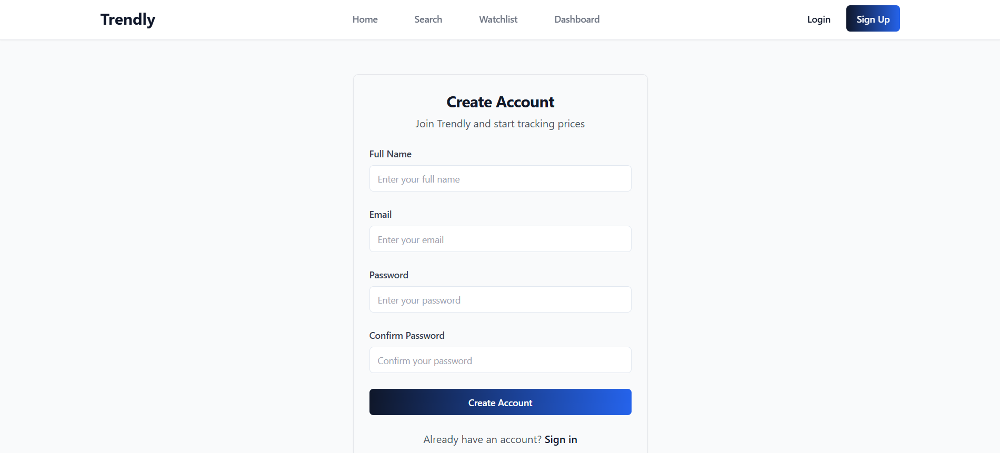 Trendly Home Search Watchlist Dashboard Login Sign Up
Create Account
Join Trendly and start tracking prices
Full Name
Enter your full name
Email
Enter your email
Password
Enter your password
Confirm Password
Confirm your password
Create Account
Already have an account? Sign in